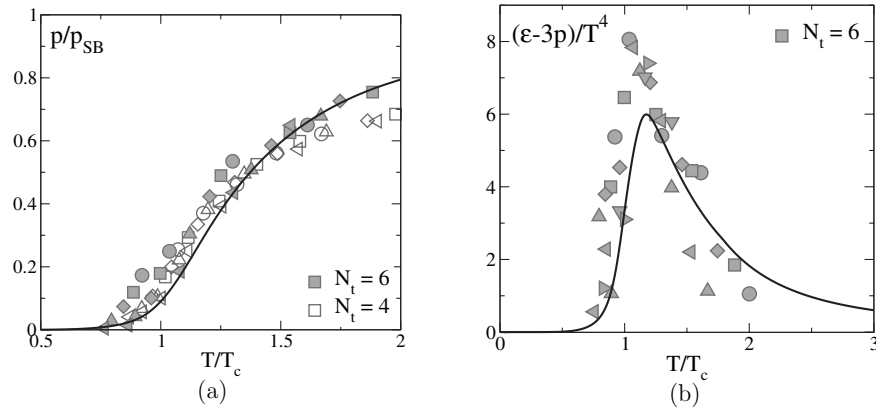 p/p_SB
1
0.8
0.6
0.4
0.2
0
N_t = 6
N_t = 4
0.5
1
1.5
2
T/T_c
(a)
(ε-3p)/T^4
N_t = 6
8
6
4
2
0
0
1
2
3
T/T_c
(b)